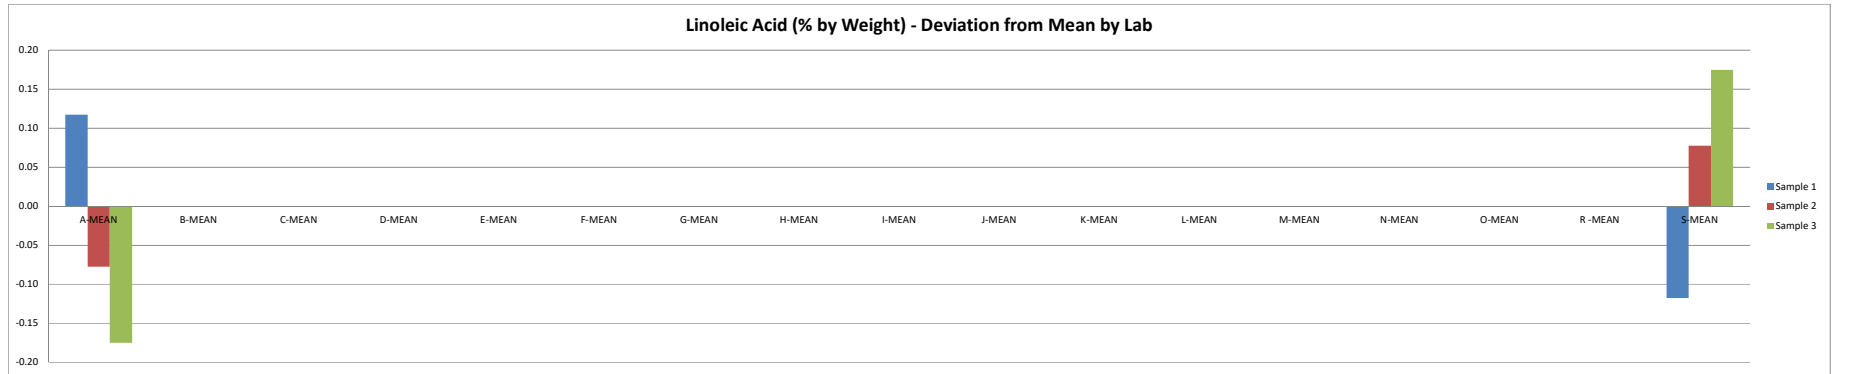 Linoleic Acid (% by Weight) - Deviation from Mean by Lab
0.20
0.15
0.10
0.05
0.00
-0.05
-0.10
-0.15
-0.20
A-MEAN B-MEAN C-MEAN D-MEAN E-MEAN F-MEAN G-MEAN H-MEAN I-MEAN J-MEAN K-MEAN L-MEAN M-MEAN N-MEAN O-MEAN R -MEAN S-MEAN
Sample 1
Sample 2
Sample 3